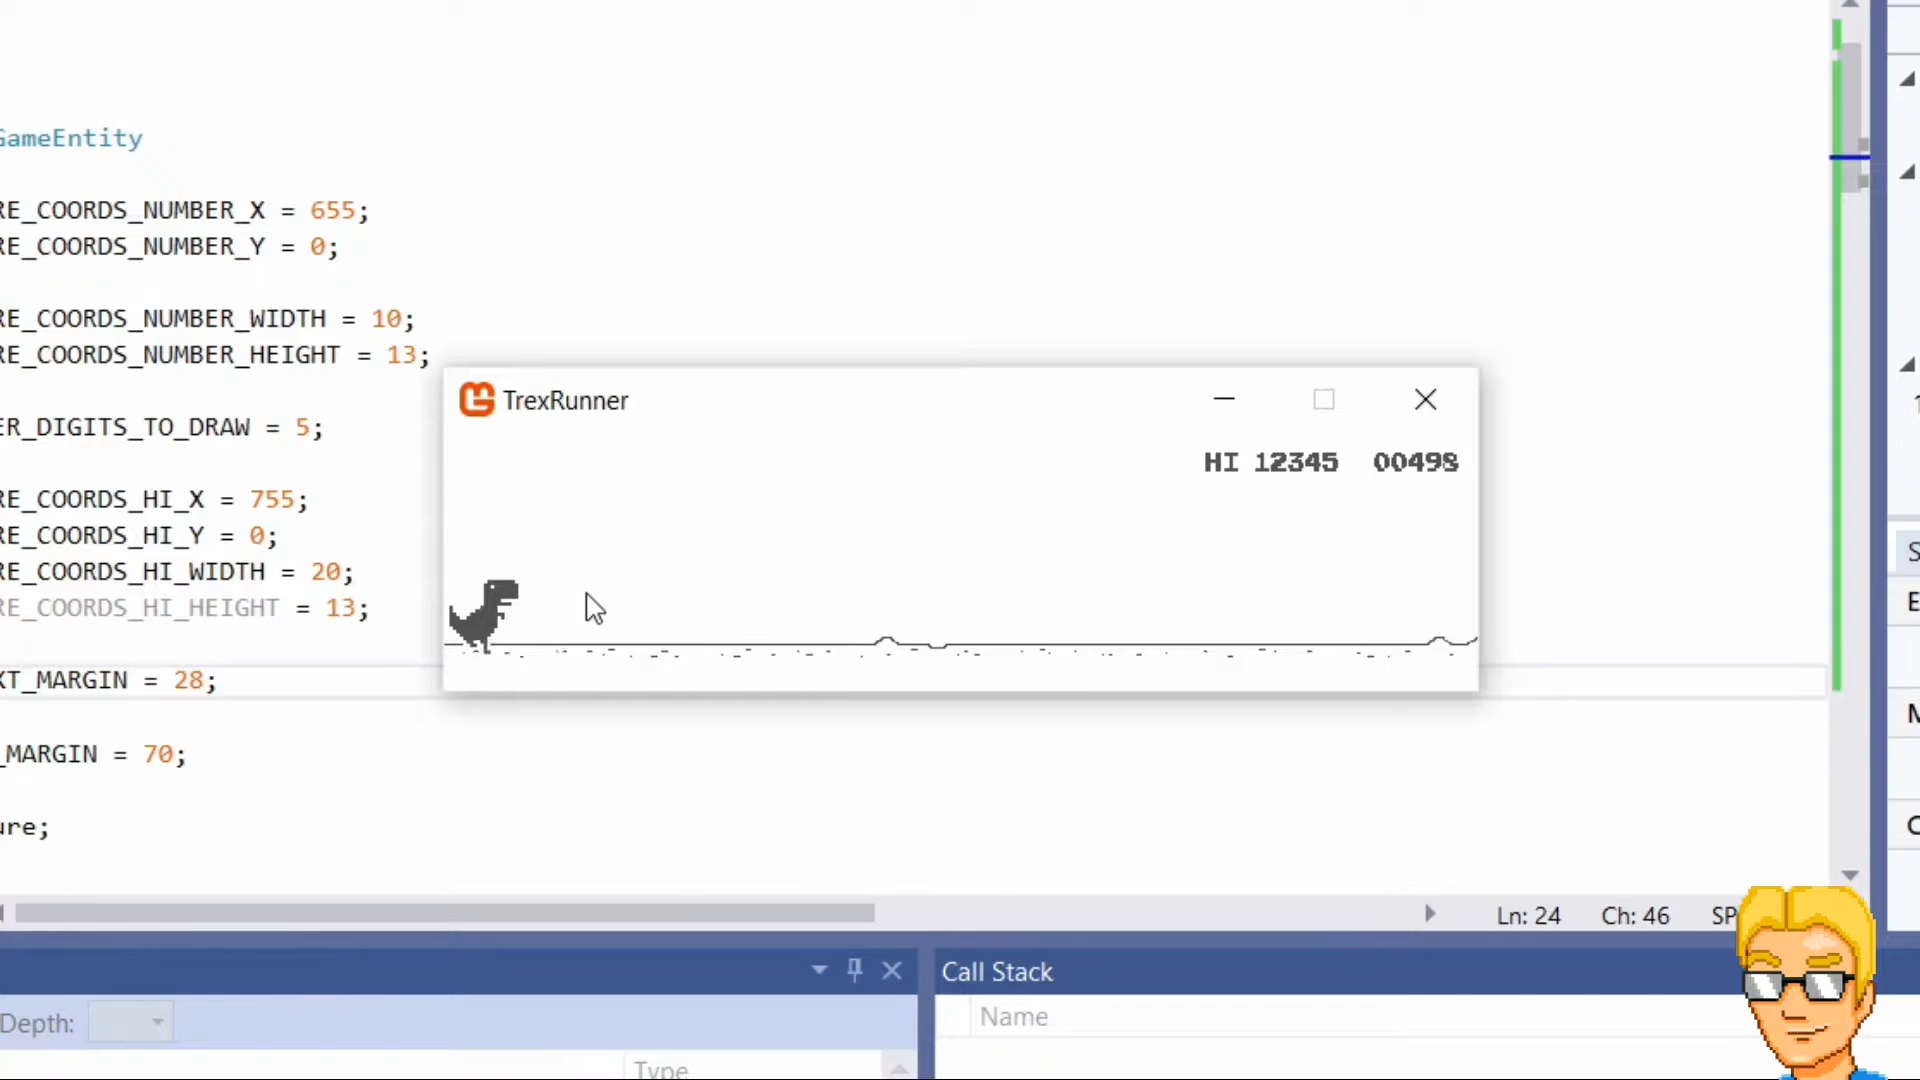 GameEntity
RE_COORDS_NUMBER_X = 655;
RE_COORDS_NUMBER_Y = 0;
RE_COORDS_NUMBER_WIDTH = 10;
RE_COORDS_NUMBER_HEIGHT = 13;
ER_DIGITS_TO_DRAW = 5;
RE_COORDS_HI_X = 755;
RE_COORDS_HI_Y = 0;
RE_COORDS_HI_WIDTH = 20;
RE_COORDS_HI_HEIGHT = 13;
XT_MARGIN = 28;
_MARGIN = 70;
ure;
TrexRunner
HI 12345 00498
Ln: 24 Ch: 46 SP
Call Stack
Depth:
Name
Type